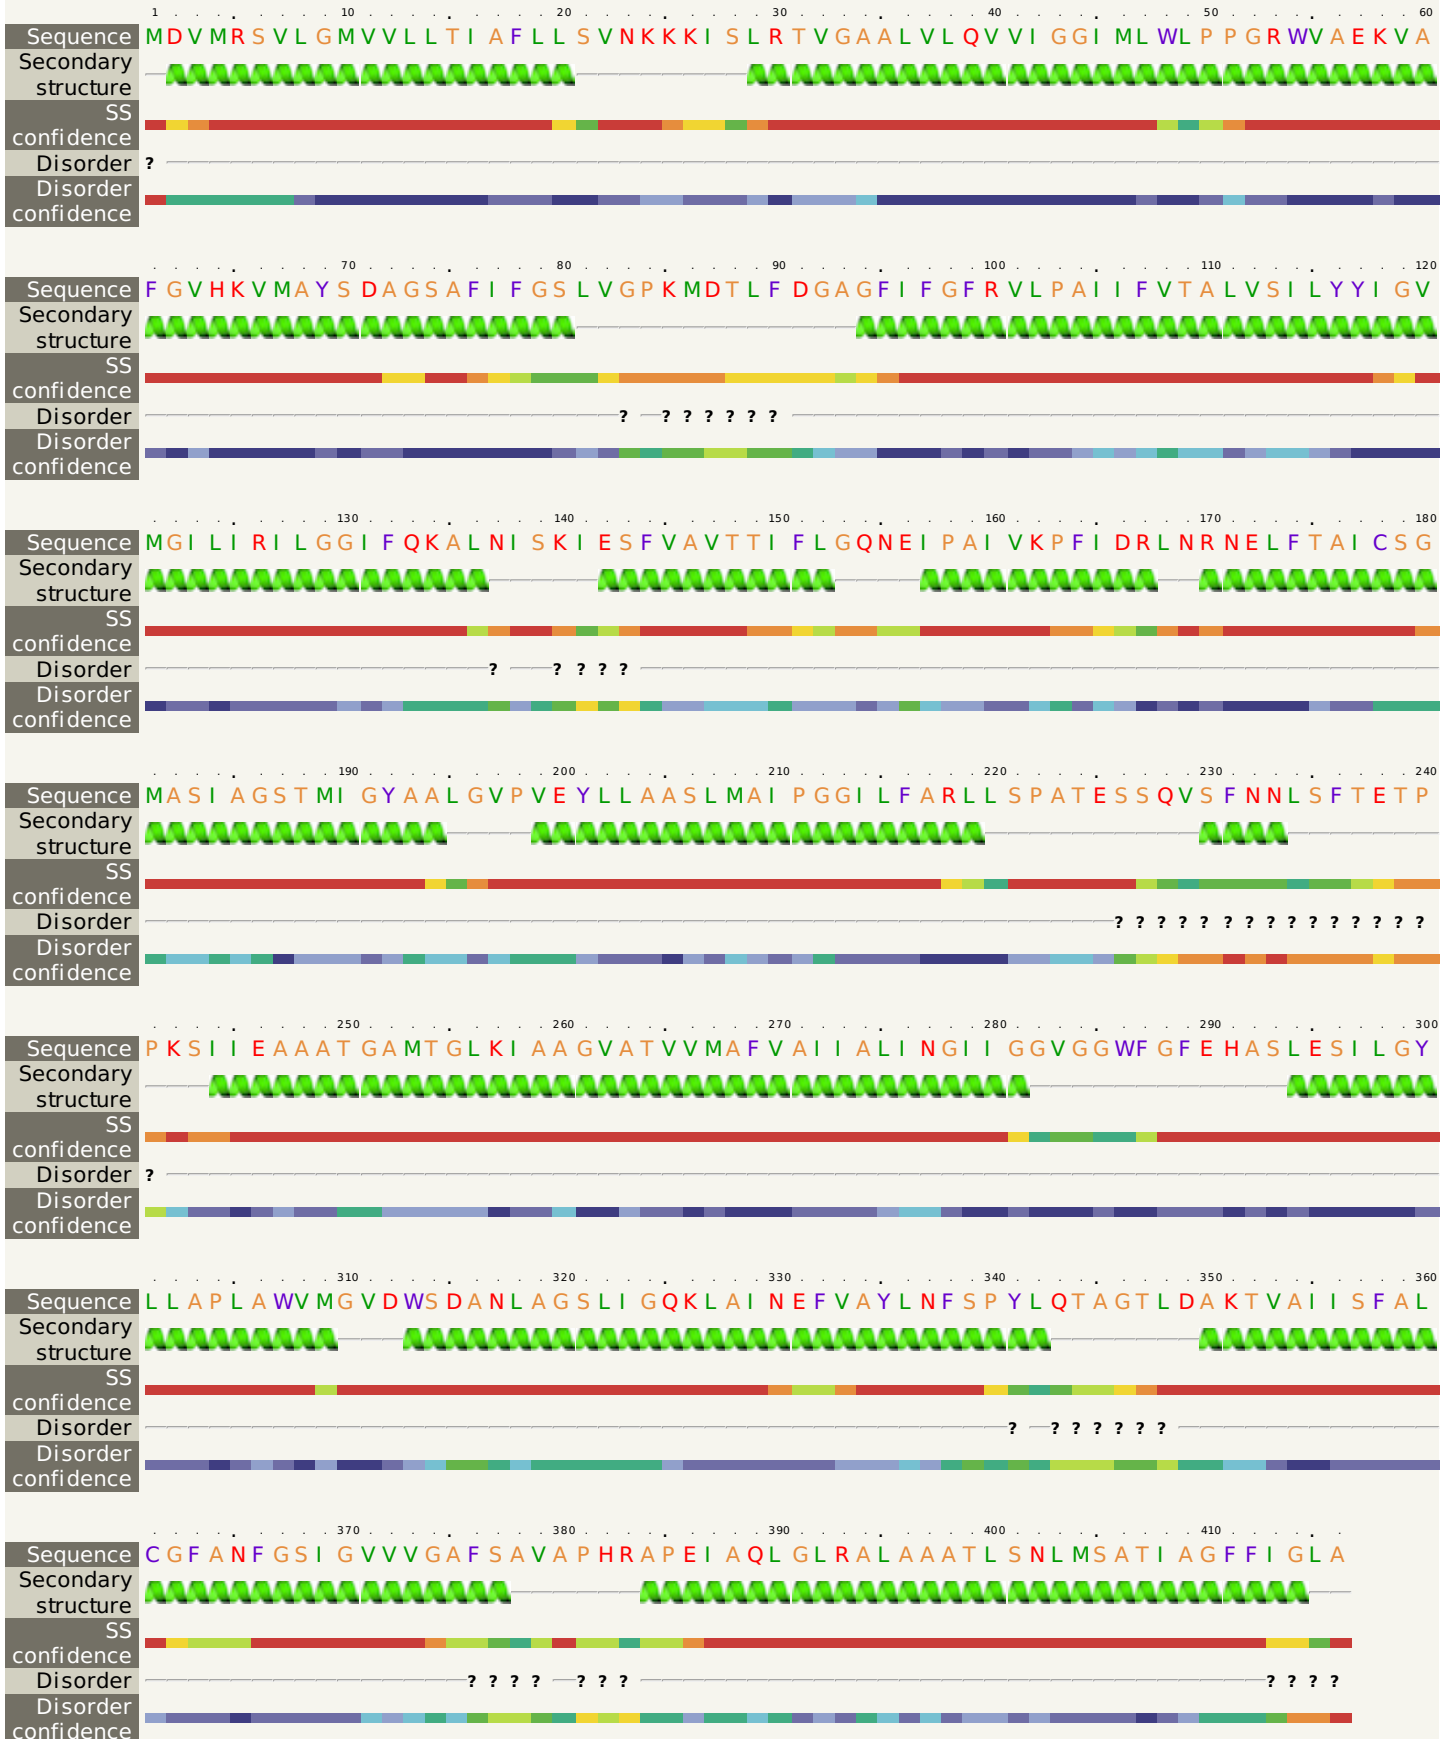 1 10 20 30 40 50 60
Sequence MDVMRSVLGMVVLLTIAFLLSVNKKKISLRTVGAALVLQVVIGGIMLWLPPGRWVAEKVA
Secondary
structure
SS
confidence
Disorder ?
Disorder
confidence
70 80 90 100 110 120
Sequence FGVHKVMAYSDAGSAFIFGSLVGPKMDTLFDGAGFIFGFRVLPAIIFVTALVSILYYIGV
Secondary
structure
SS
confidence
Disorder ? ? ? ? ? ? ?
Disorder
confidence
130 140 150 160 170 180
Sequence MGILIRILGGIFQKALNISKIESFVAVTTIFLGQNEIPAIVKPFIDRLNRNELFTAICSG
Secondary
structure
SS
confidence
Disorder ? ? ? ? ?
Disorder
confidence
190 200 210 220 230 240
Sequence MASIAGSTMIGYAALGVPVEYLLAASLMAIPGGILFARLLSPATESSQVSFNNLSFTETP
Secondary
structure
SS
confidence
Disorder ? ? ? ? ? ? ? ? ? ? ? ? ? ? ?
Disorder
confidence
250 260 270 280 290 300
Sequence PKSIIEAAATGAMTGLKIAAGVATVVMAFVAIIALINGIIGGVGGWFGFEHASLESILGY
Secondary
structure
SS
confidence
Disorder ?
Disorder
confidence
310 320 330 340 350 360
Sequence LLAPLAWVMGVDWSDANLAGSLIGQKLAINEFVAYLNFSPYLQTAGTLDAKTVAIISFAL
Secondary
structure
SS
confidence
Disorder ? ? ? ? ? ? ?
Disorder
confidence
370 380 390 400 410
Sequence CGFANFGSIGVVVGAFSAVAPHRAPEIAQLGLRALAAATLSNLMSATIAGFFIGLA
Secondary
structure
SS
confidence
Disorder ? ? ? ? ? ? ? ? ? ? ?
Disorder
confidence